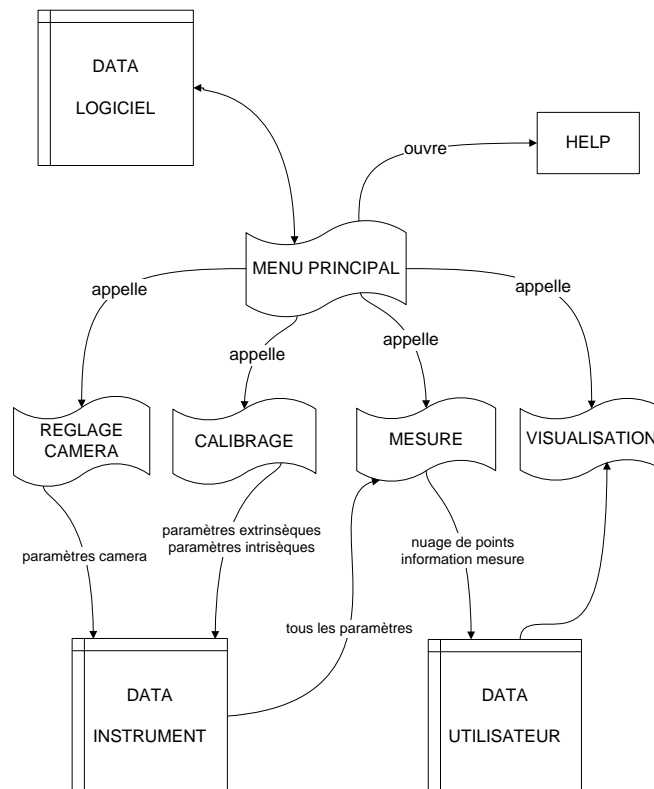 DATA
LOGICIEL
ouvre
HELP
MENU PRINCIPAL
appelle
appelle
appelle
appelle
REGLAGE
CAMERA
CALIBRAGE
MESURE
VISUALISATION
paramètres camera
paramètres extrinsèques
paramètres intrisèques
nuage de points
information mesure
tous les paramètres
DATA
INSTRUMENT
DATA
UTILISATEUR